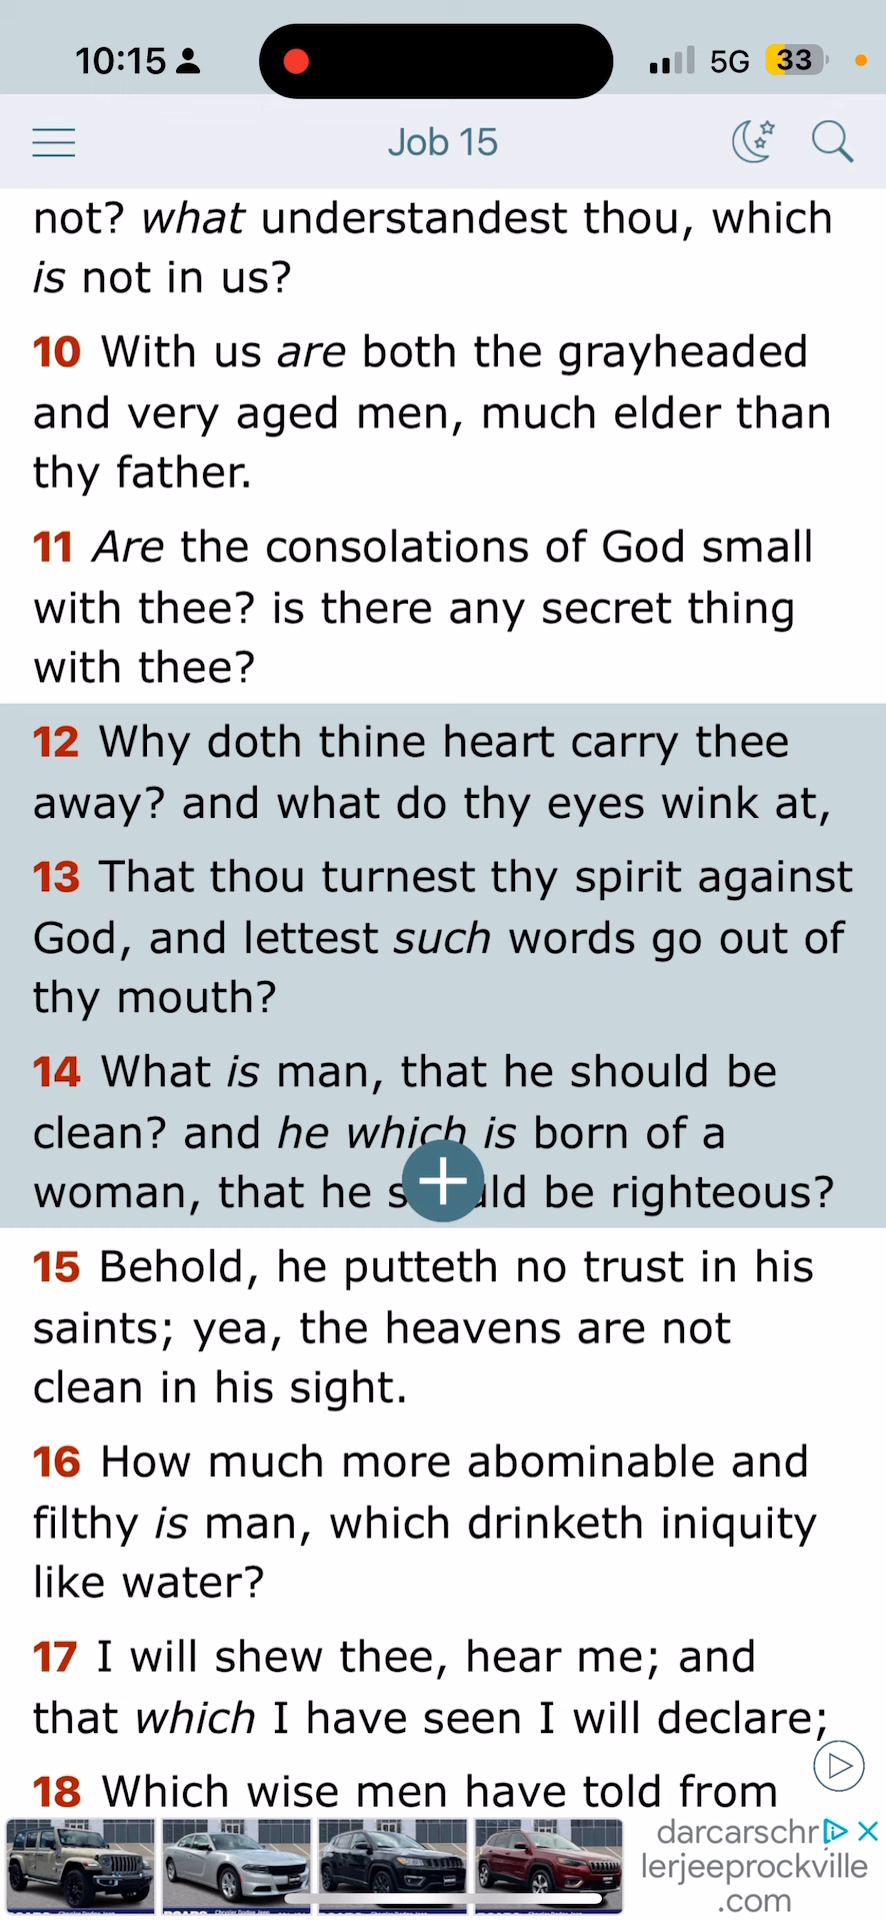 10:15
5G 33
Job 15
not? what understandest thou, which
is not in us?
10 With us are both the grayheaded
and very aged men, much elder than
thy father.
11 Are the consolations of God small
with thee? is there any secret thing
with thee?
12 Why doth thine heart carry thee
away? and what do thy eyes wink at,
13 That thou turnest thy spirit against
God, and lettest such words go out of
thy mouth?
14 What is man, that he should be
clean? and he which is born of a
woman, that he s ld be righteous?
15 Behold, he putteth no trust in his
saints; yea, the heavens are not
clean in his sight.
16 How much more abominable and
filthy is man, which drinketh iniquity
like water?
17 I will shew thee, hear me; and
that which I have seen I will declare;
18 Which wise men have told from
darcarschr
lerjeeprockville
.com